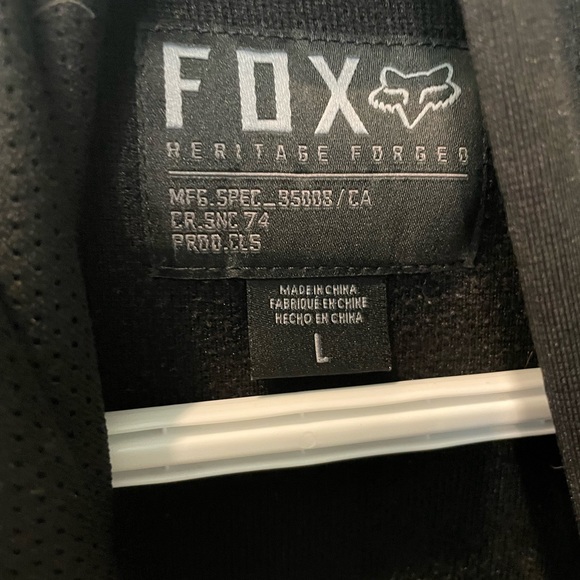 FOX
HERITAGE FORGED
MFG.SPEC_95008/CA
CR.SNC 74
PROD.CLS
MADE IN CHINA
FABRIQUÉ EN CHINE
HECHO EN CHINA
L